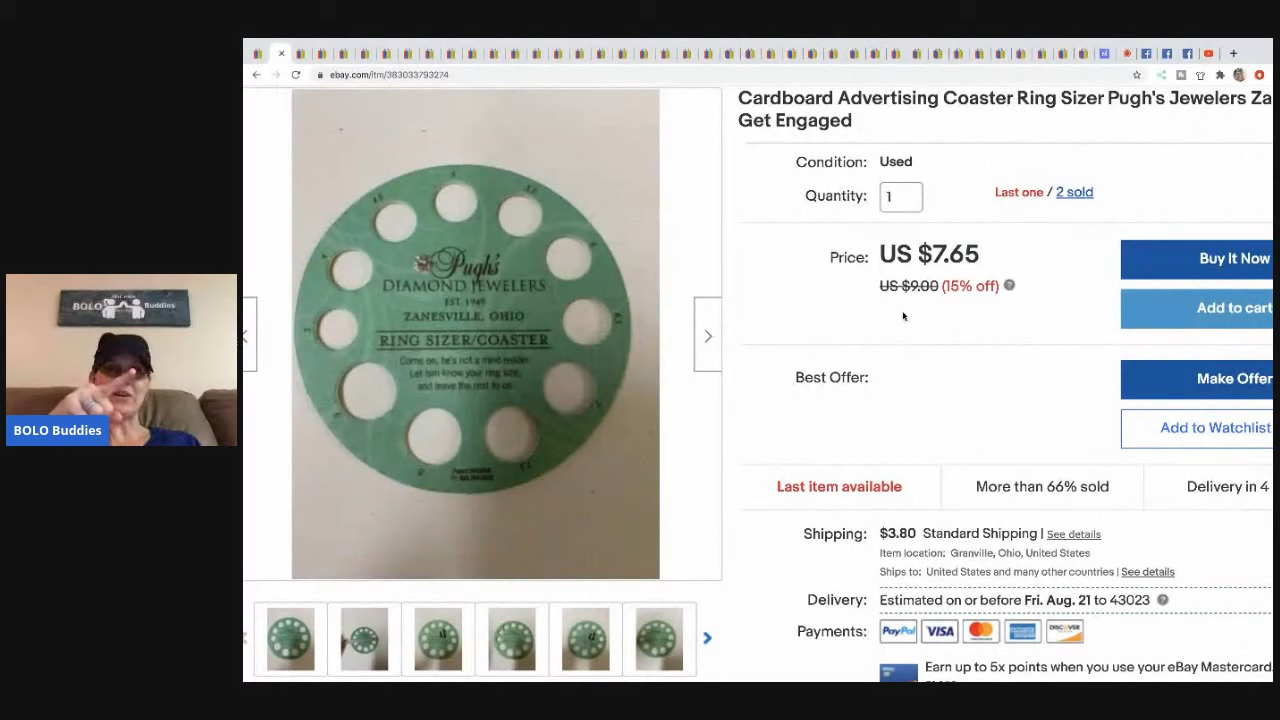 ebay.com/itm/383033793274
BOLO
Buddies
BOLO Buddies
Pugh's
DIAMOND JEWELERS
EST. 1949
ZANESVILLE, OHIO
RING SIZER/COASTER
Come on, he's not a mind reader.
Let him know your ring size,
and leave the rest to us.
Cardboard Advertising Coaster Ring Sizer Pugh's Jewelers Za
Get Engaged
Condition: Used
Quantity: 1
Last one / 2 sold
Price: US $7.65
US $9.00 (15% off)
Buy It Now
Add to cart
Best Offer:
Make Offer
Add to Watchlist
Last item available
More than 66% sold
Delivery in 4
Shipping: $3.80 Standard Shipping | See details
Item location: Granville, Ohio, United States
Ships to: United States and many other countries | See details
Delivery: Estimated on or before Fri. Aug. 21 to 43023
Payments: PayPal VISA MasterCard DISCOVER
Earn up to 5x points when you use your eBay Mastercard